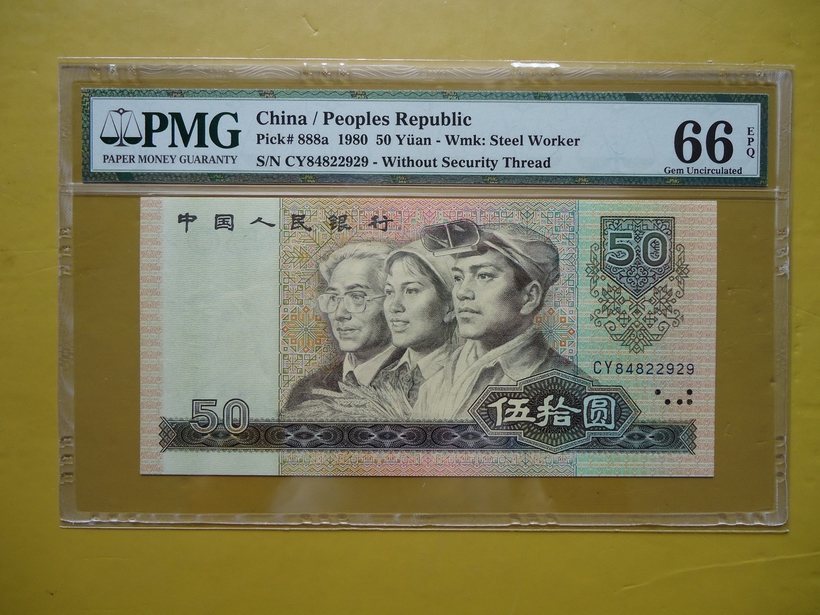 PMG
PAPER MONEY GUARANTY
China / Peoples Republic
Pick# 888a 1980 50 Yüan - Wmk: Steel Worker
S/N CY84822929 - Without Security Thread
66
EPQ
Gem Uncirculated
中国人民银行
50
CY84822929
50
伍拾圆